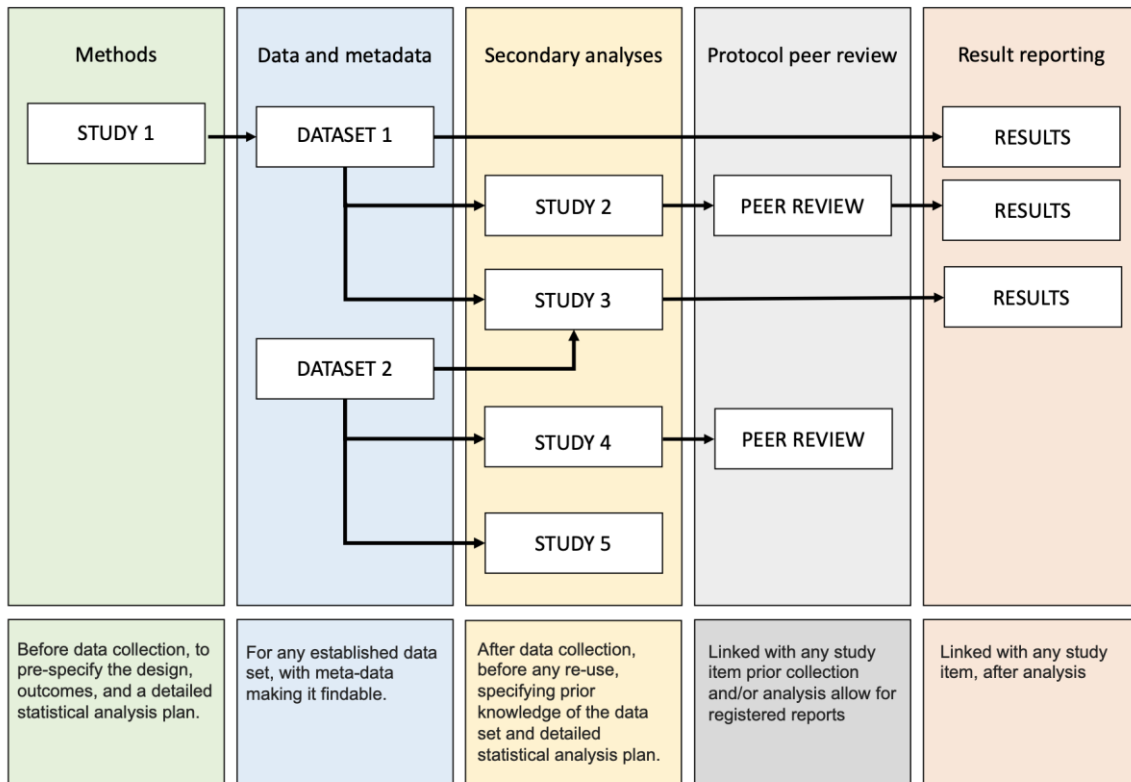 Methods
Data and metadata
Secondary analyses
Protocol peer review
Result reporting
STUDY 1
DATASET 1
RESULTS
STUDY 2
PEER REVIEW
RESULTS
STUDY 3
RESULTS
DATASET 2
STUDY 4
PEER REVIEW
STUDY 5
Before data collection, to
pre-specify the design,
outcomes, and a detailed
statistical analysis plan.
For any established data
set, with meta-data
making it findable.
After data collection,
before any re-use,
specifying prior
knowledge of the data
set and detailed
statistical analysis plan.
Linked with any study
item prior collection
and/or analysis allow for
registered reports
Linked with any study
item, after analysis